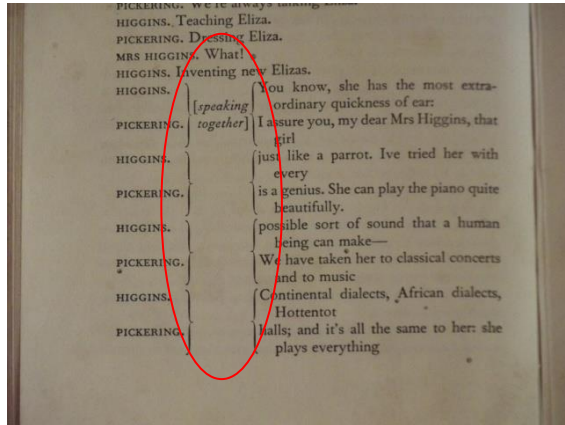 PICKERING. We're always talking Eliza.
HIGGINS. Teaching Eliza.
PICKERING. Dressing Eliza.
MRS HIGGINS. What!
HIGGINS. Inventing new Elizas.
HIGGINS. You know, she has the most extra-
[speaking ordinary quickness of ear:
PICKERING. together] I assure you, my dear Mrs Higgins, that
girl
HIGGINS. just like a parrot. Ive tried her with
every
PICKERING. is a genius. She can play the piano quite
beautifully.
HIGGINS. possible sort of sound that a human
being can make—
PICKERING. We have taken her to classical concerts
and to music
HIGGINS. Continental dialects, African dialects,
Hottentot
PICKERING. halls; and it's all the same to her: she
plays everything